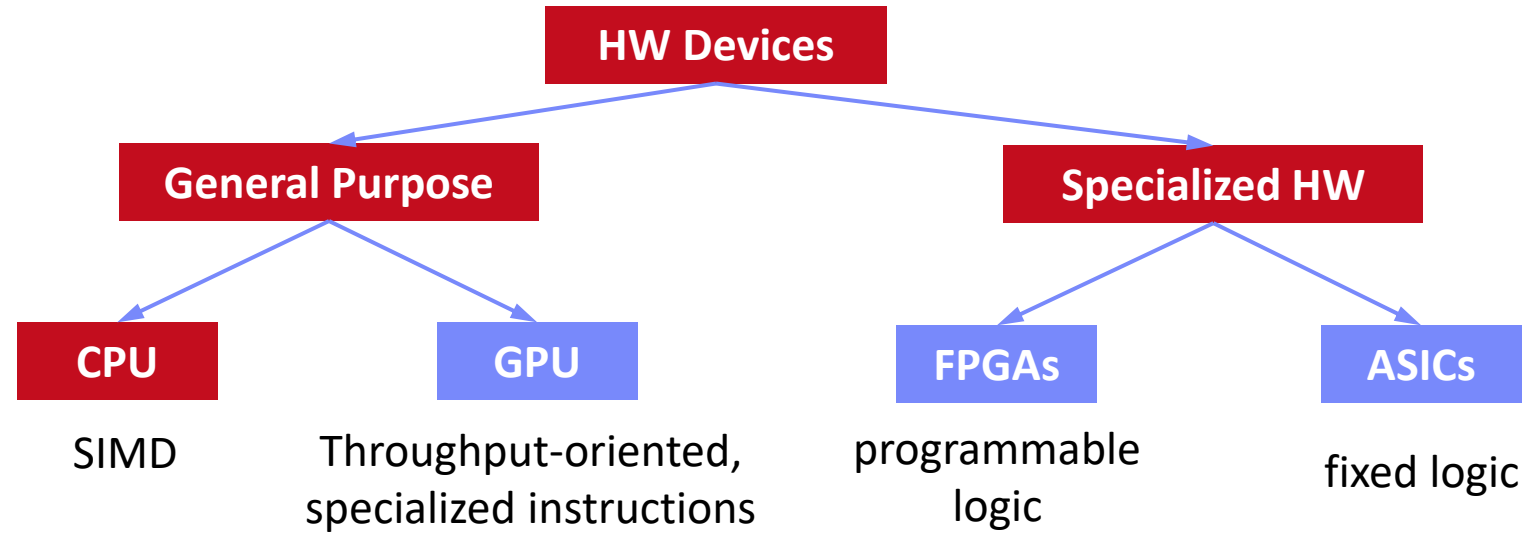 HW Devices
General Purpose
Specialized HW
CPU
GPU
FPGAs
ASICs
SIMD
Throughput-oriented,
specialized instructions
programmable
logic
fixed logic